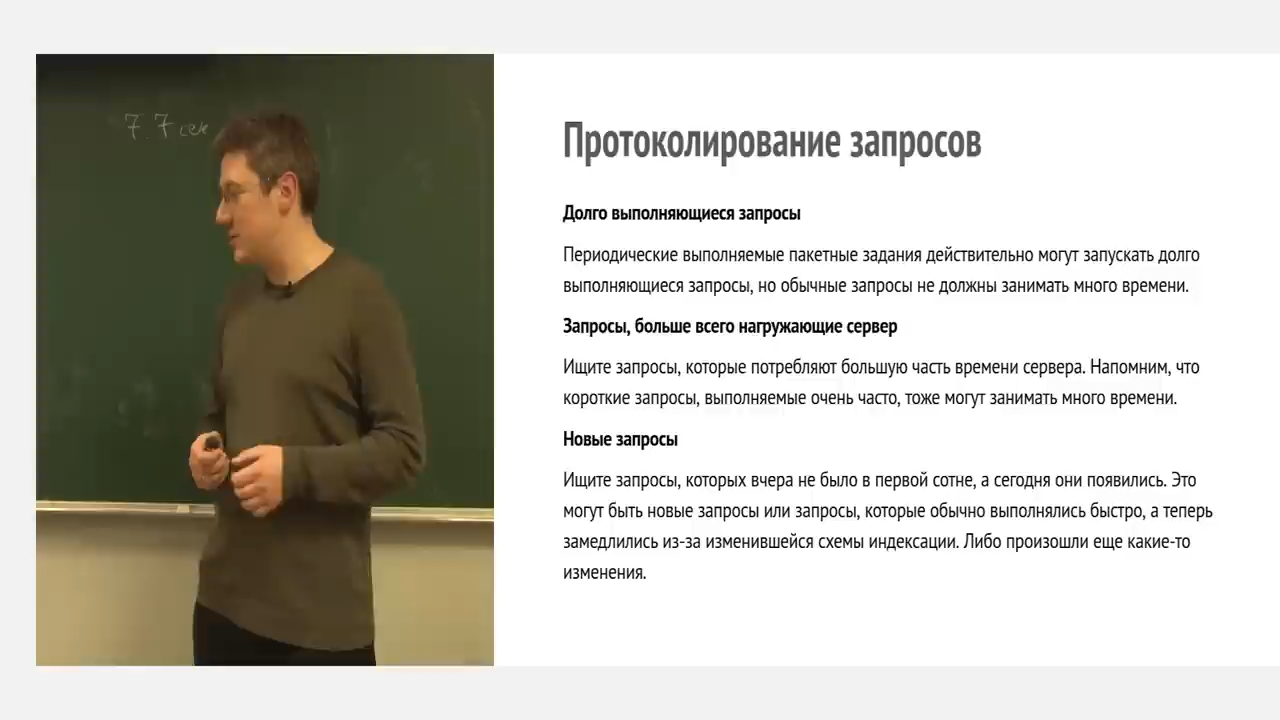 7.7 сек
Протоколирование запросов
Долго выполняющиеся запросы
Периодические выполняемые пакетные задания действительно могут запускать долго
выполняющиеся запросы, но обычные запросы не должны занимать много времени.
Запросы, больше всего нагружающие сервер
Ищите запросы, которые потребляют большую часть времени сервера. Напомним, что
короткие запросы, выполняемые очень часто, тоже могут занимать много времени.
Новые запросы
Ищите запросы, которых вчера не было в первой сотне, а сегодня они появились. Это
могут быть новые запросы или запросы, которые обычно выполнялись быстро, а теперь
замедлились из-за изменившейся схемы индексации. Либо произошли еще какие-то
изменения.